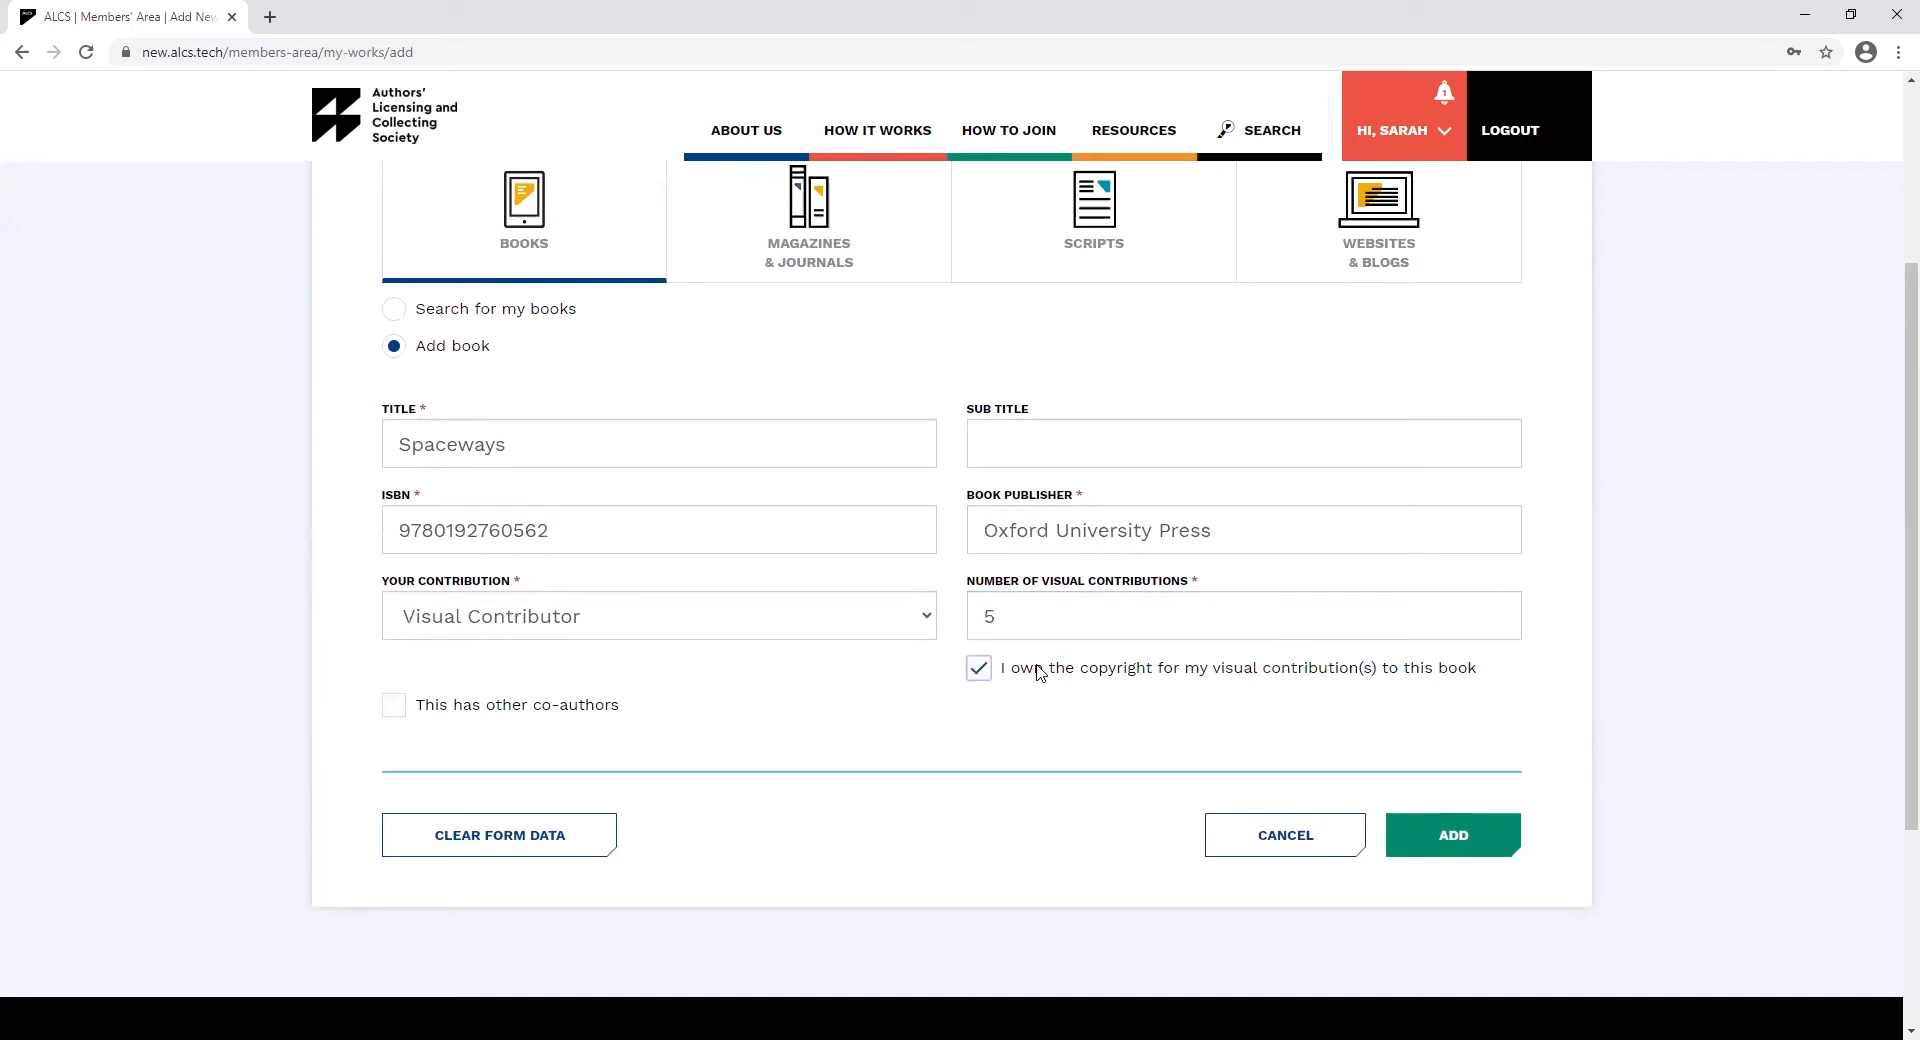 ALCS | Members' Area | Add New
new.alcs.tech/members-area/my-works/add
Authors'
Licensing and
Collecting
Society
ABOUT US
HOW IT WORKS
HOW TO JOIN
RESOURCES
SEARCH
1
HI, SARAH
LOGOUT
BOOKS
MAGAZINES
& JOURNALS
SCRIPTS
WEBSITES
& BLOGS
Search for my books
Add book
TITLE *
SUB TITLE
Spaceways
ISBN *
BOOK PUBLISHER *
9780192760562
Oxford University Press
YOUR CONTRIBUTION *
NUMBER OF VISUAL CONTRIBUTIONS *
Visual Contributor
5
I own the copyright for my visual contribution(s) to this book
This has other co-authors
CLEAR FORM DATA
CANCEL
ADD